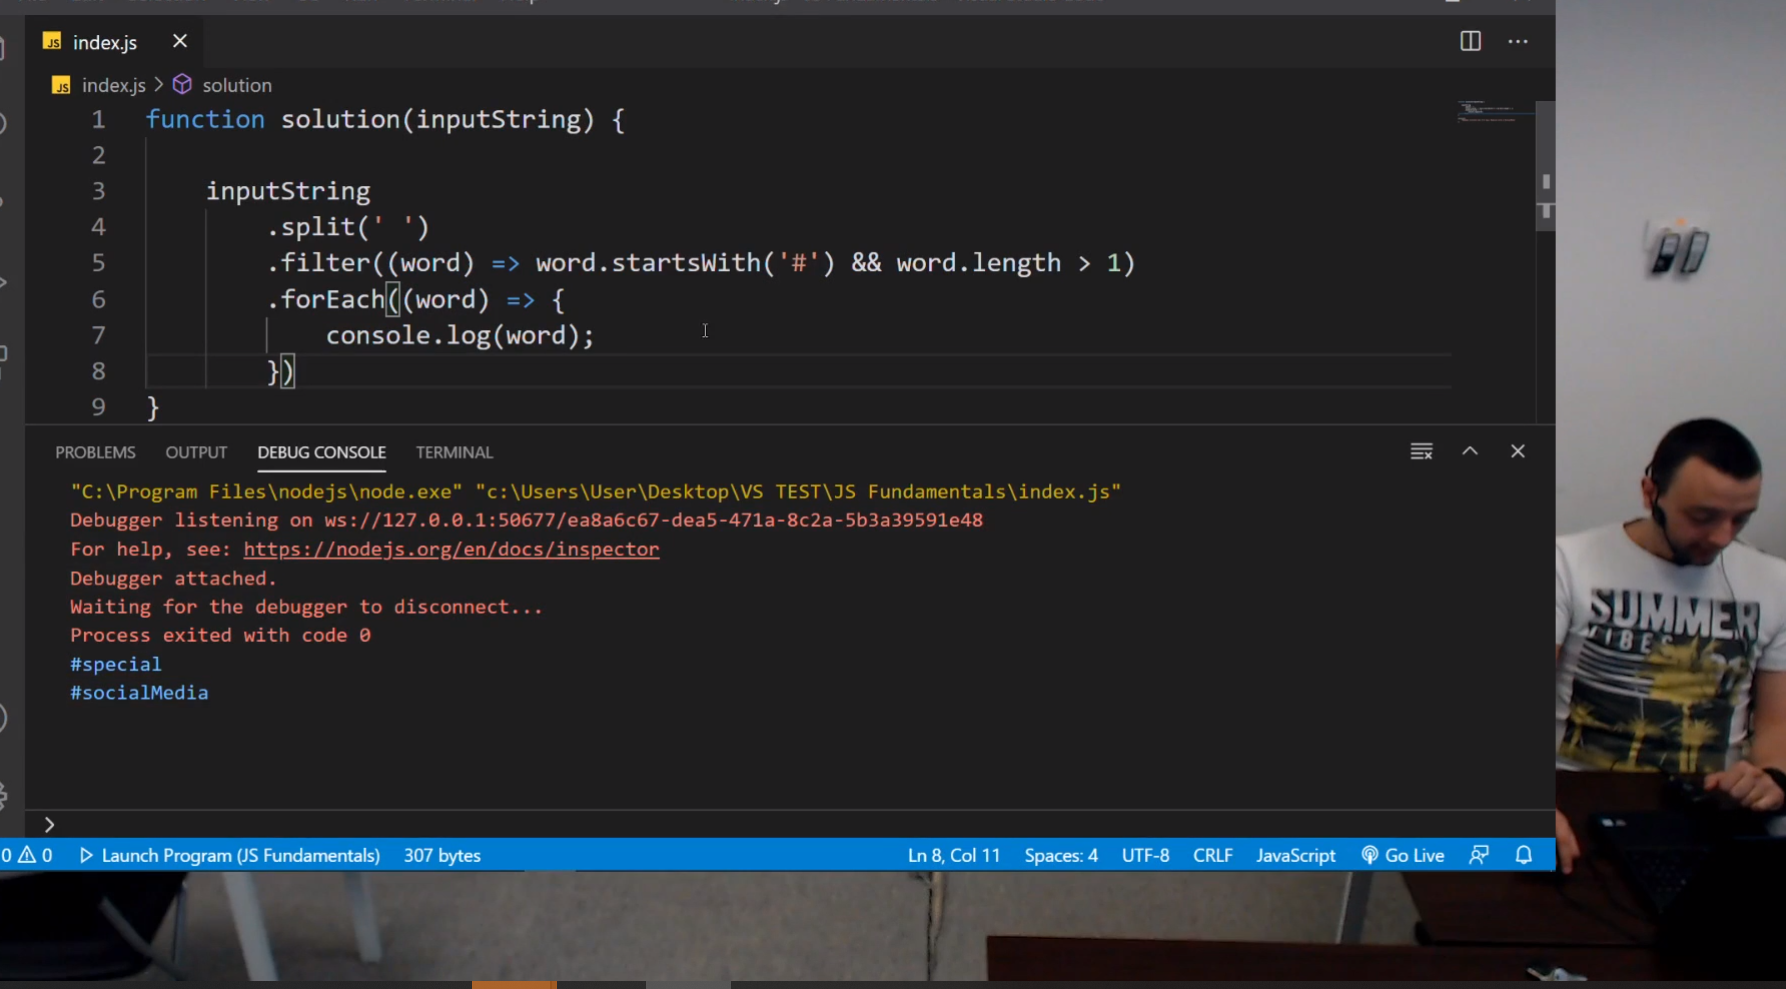 index.js
index.js > solution
1 function solution(inputString) {
2
3 inputString
4 .split(' ')
5 .filter((word) => word.startsWith('#') && word.length > 1)
6 .forEach((word) => {
7 console.log(word);
8 })
9 }
PROBLEMS OUTPUT DEBUG CONSOLE TERMINAL
"C:\Program Files\nodejs\node.exe" "c:\Users\User\Desktop\VS TEST\JS Fundamentals\index.js"
Debugger listening on ws://127.0.0.1:50677/ea8a6c67-dea5-471a-8c2a-5b3a39591e48
For help, see: https://nodejs.org/en/docs/inspector
Debugger attached.
Waiting for the debugger to disconnect...
Process exited with code 0
#special
#socialMedia
0 0 Launch Program (JS Fundamentals) 307 bytes Ln 8, Col 11 Spaces: 4 UTF-8 CRLF JavaScript Go Live
SUMMER
VIBES